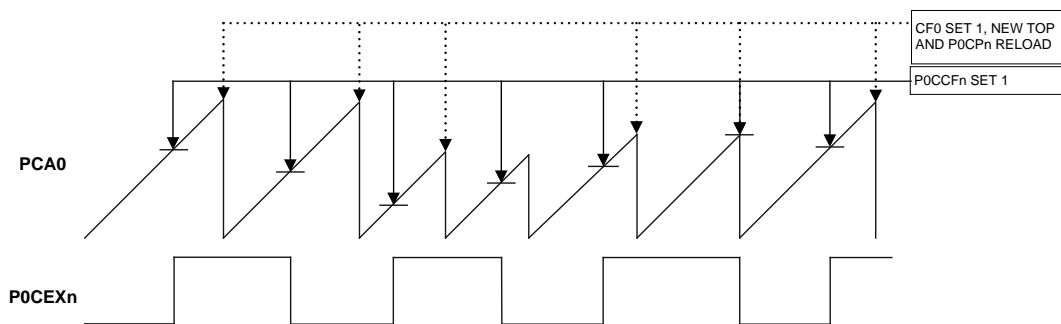 CF0 SET 1, NEW TOP
AND P0CPn RELOAD
P0CCFn SET 1
PCA0
P0CEXn